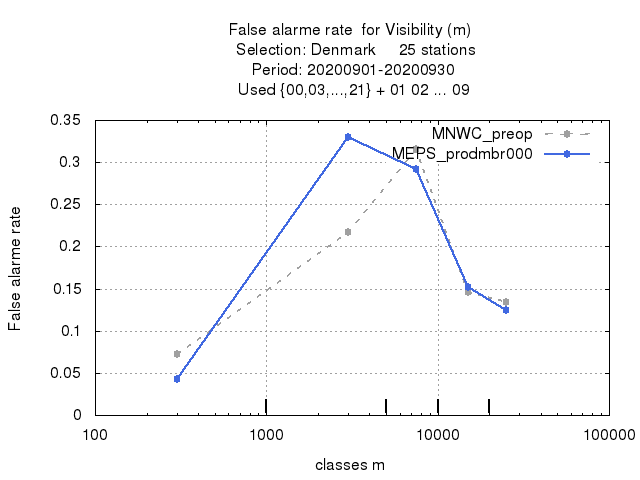 False alarme rate  for Visibility (m)
Selection: Denmark     25 stations
Period: 20200901-20200930
Used {00,03,...,21} + 01 02 ... 09
MNWC_preop
MEPS_prodmbr000
0.35
0.3
0.25
0.2
0.15
0.1
0.05
0
False alarme rate
100
1000
10000
100000
classes m